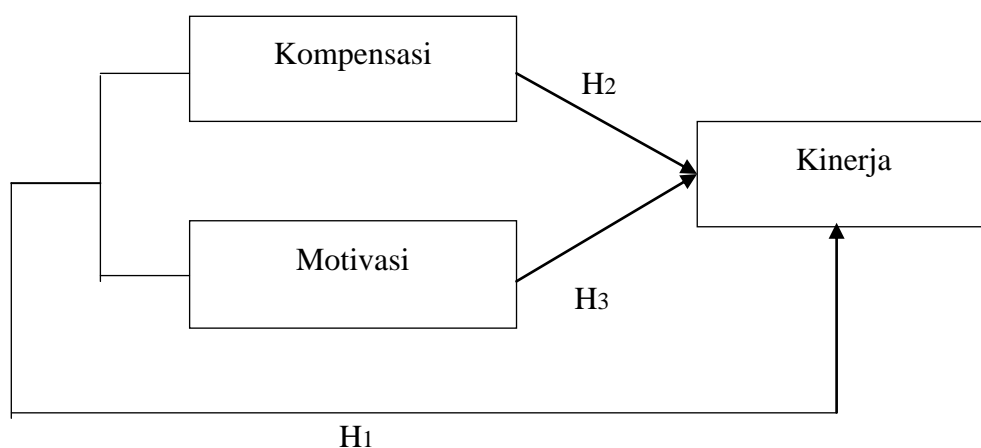 Kompensasi
H2
Kinerja
Motivasi
H3
H1